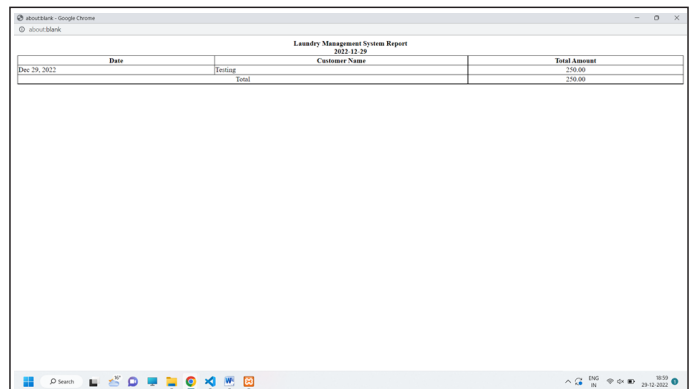 about:blank - Google Chrome
about:blank
Laundry Management System Report
2022-12-29
Date Customer Name Total Amount
Dec 29, 2022 Testing 250.00
Total 250.00
16°
Search
ENG
IN
18:59
29-12-2022